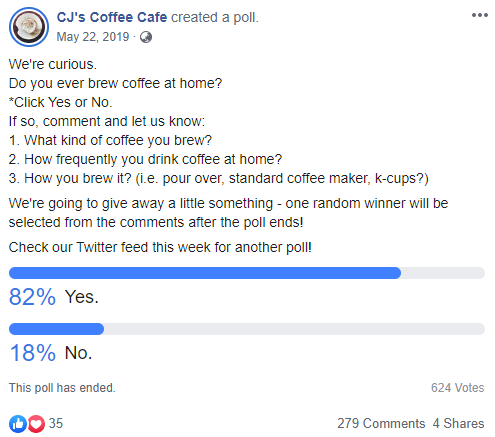 CJ's Coffee Cafe created a poll.
May 22, 2019 ·
We're curious.
Do you ever brew coffee at home?
*Click Yes or No.
If so, comment and let us know:
1. What kind of coffee you brew?
2. How frequently you drink coffee at home?
3. How you brew it? (i.e. pour over, standard coffee maker, k-cups?)
We're going to give away a little something - one random winner will be
selected from the comments after the poll ends!
Check our Twitter feed this week for another poll!
82% Yes.
18% No.
This poll has ended. 624 Votes
35 279 Comments 4 Shares